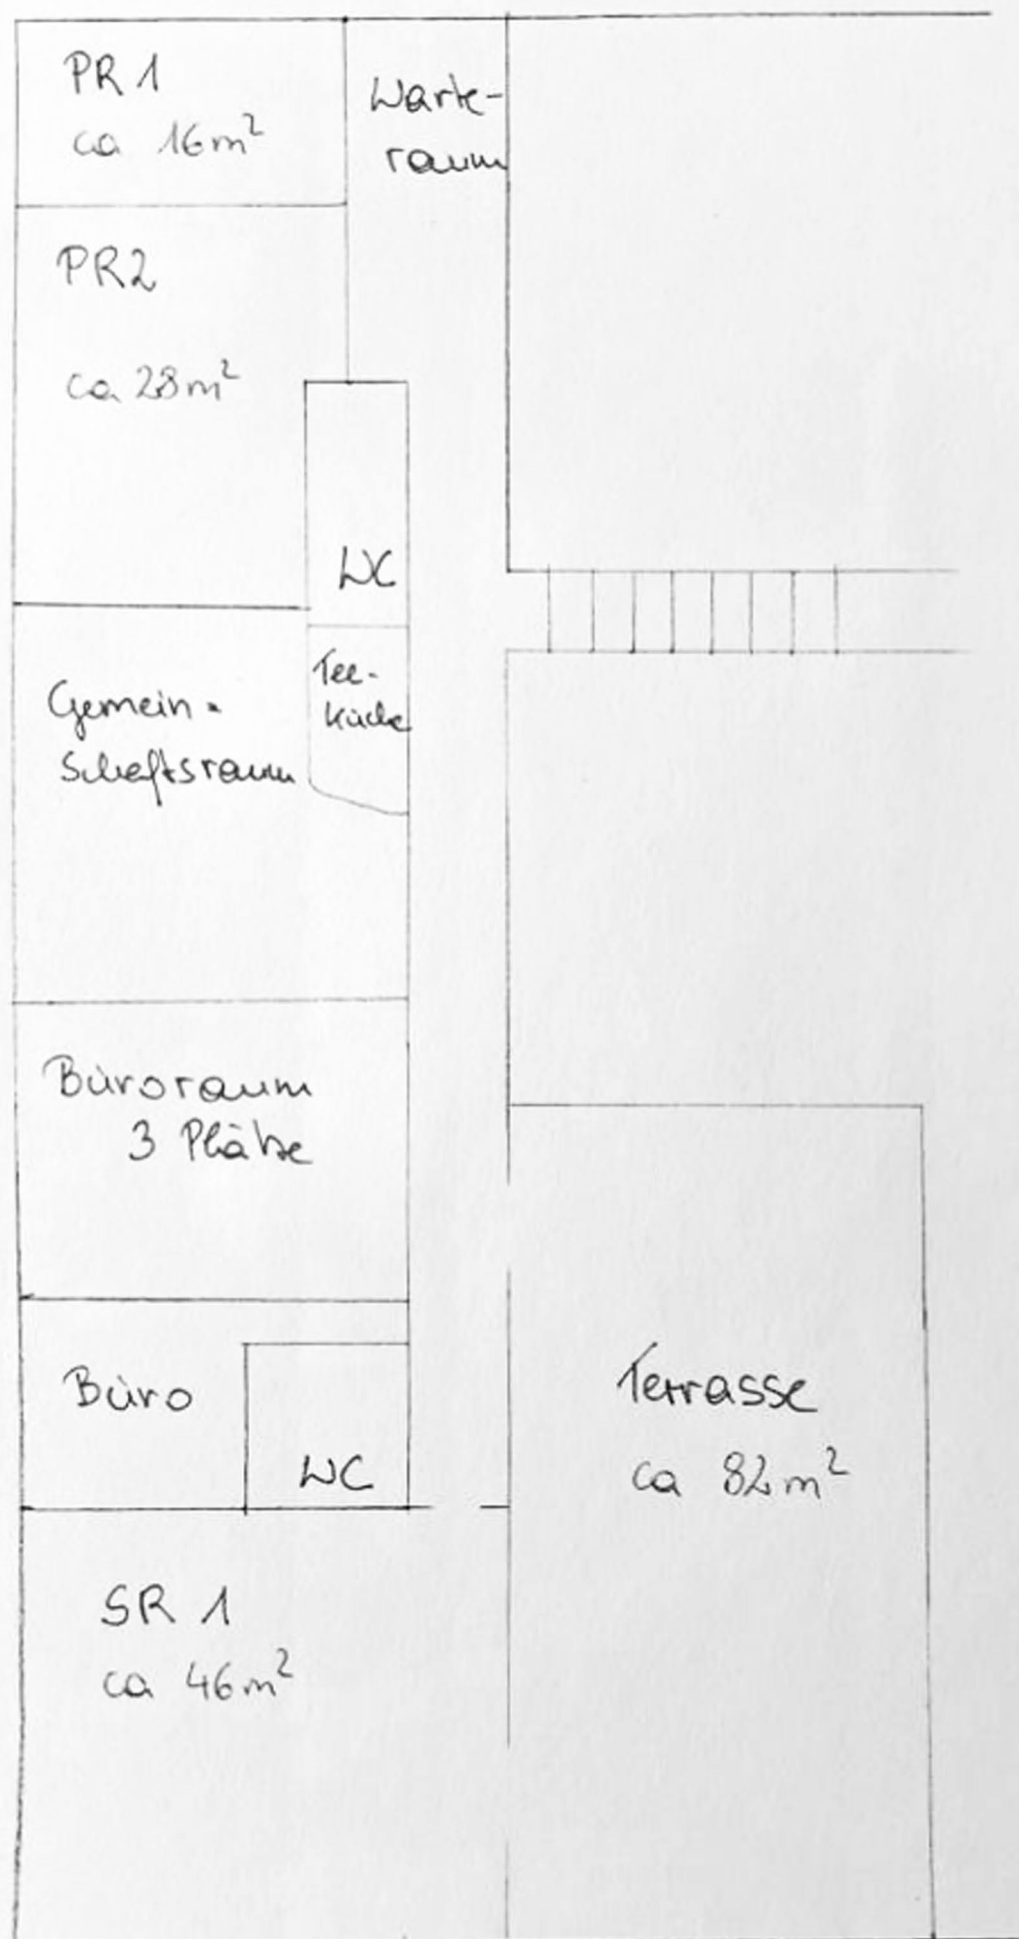 PR 1
ca 16m²
Warte-
raum
PR2
ca 28m²
WC
Tee-
küche
Gemein-
schaftsraum
Büroraum
3 Plätze
Büro
WC
Terrasse
ca 82m²
SR 1
ca 46m²